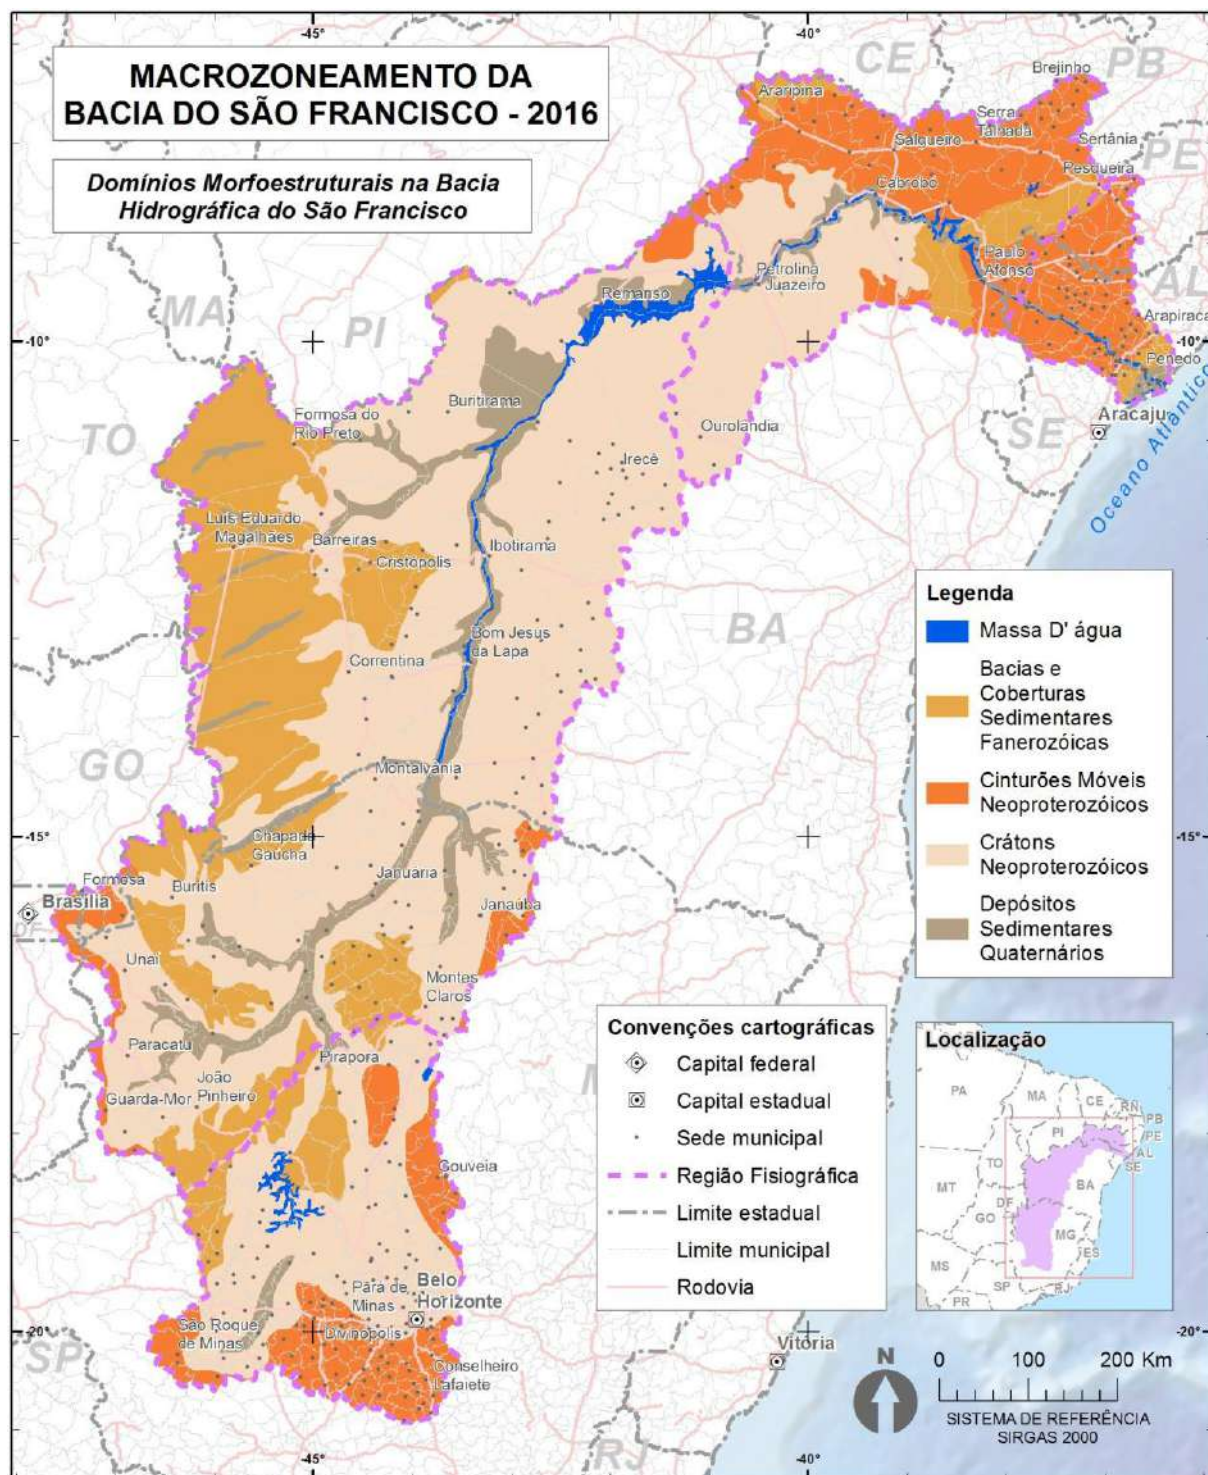 MACROZONEAMENTO DA
BACIA DO SÃO FRANCISCO - 2016
Domínios Morfoestruturais na Bacia
Hidrográfica do São Francisco
-45°
-40°
CE
PB
Brejinho
Araripina
Serra
Talhada
Salgueiro
Sertânia
PE
Pesqueira
Cabrobó
Paulo
Afonso
AL
Petrolina
Juazeiro
Remanso
MA
PI
Arapiraca
-10°
-10°
Penedo
Buritirama
Formosa do
Rio Preto
Aracaju
Ourolândia
SE
TO
Irecê
Oceano Atlântico
Luís Eduardo
Magalhães
Barreiras
Cristópolis
Ibotirama
BA
Bom Jesus
da Lapa
Correntina
GO
Montalvânia
Chapada
Gaúcha
-15°
-15°
Januária
Formosa
Buritis
Brasília
DF
Janaúba
Unaí
Montes
Claros
Paracatu
Pirapora
João
Pinheiro
Guarda-Mor
Gouveia
Pará de
Minas
Belo
Horizonte
São Roque
de Minas
Divinópolis
-20°
-20°
Vitória
SP
Conselheiro
Lafaiete
RJ
-45°
-40°
Legenda
Massa D' água
Bacias e
Coberturas
Sedimentares
Fanerozóicas
Cinturões Móveis
Neoproterozóicos
Crátons
Neoproterozóicos
Depósitos
Sedimentares
Quaternários
Convenções cartográficas
Capital federal
Capital estadual
Sede municipal
Região Fisiográfica
Limite estadual
Limite municipal
Rodovia
Localização
PA
MA
CE
RN
PB
PI
PE
AL
SE
TO
BA
MT
DF
GO
MG
ES
MS
SP
RJ
PR
N
0 100 200 Km
SISTEMA DE REFERÊNCIA
SIRGAS 2000